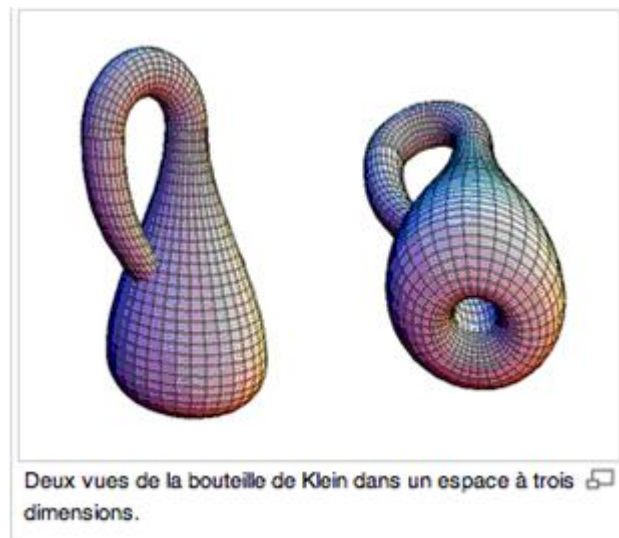 Deux vues de la bouteille de Klein dans un espace à trois
dimensions.